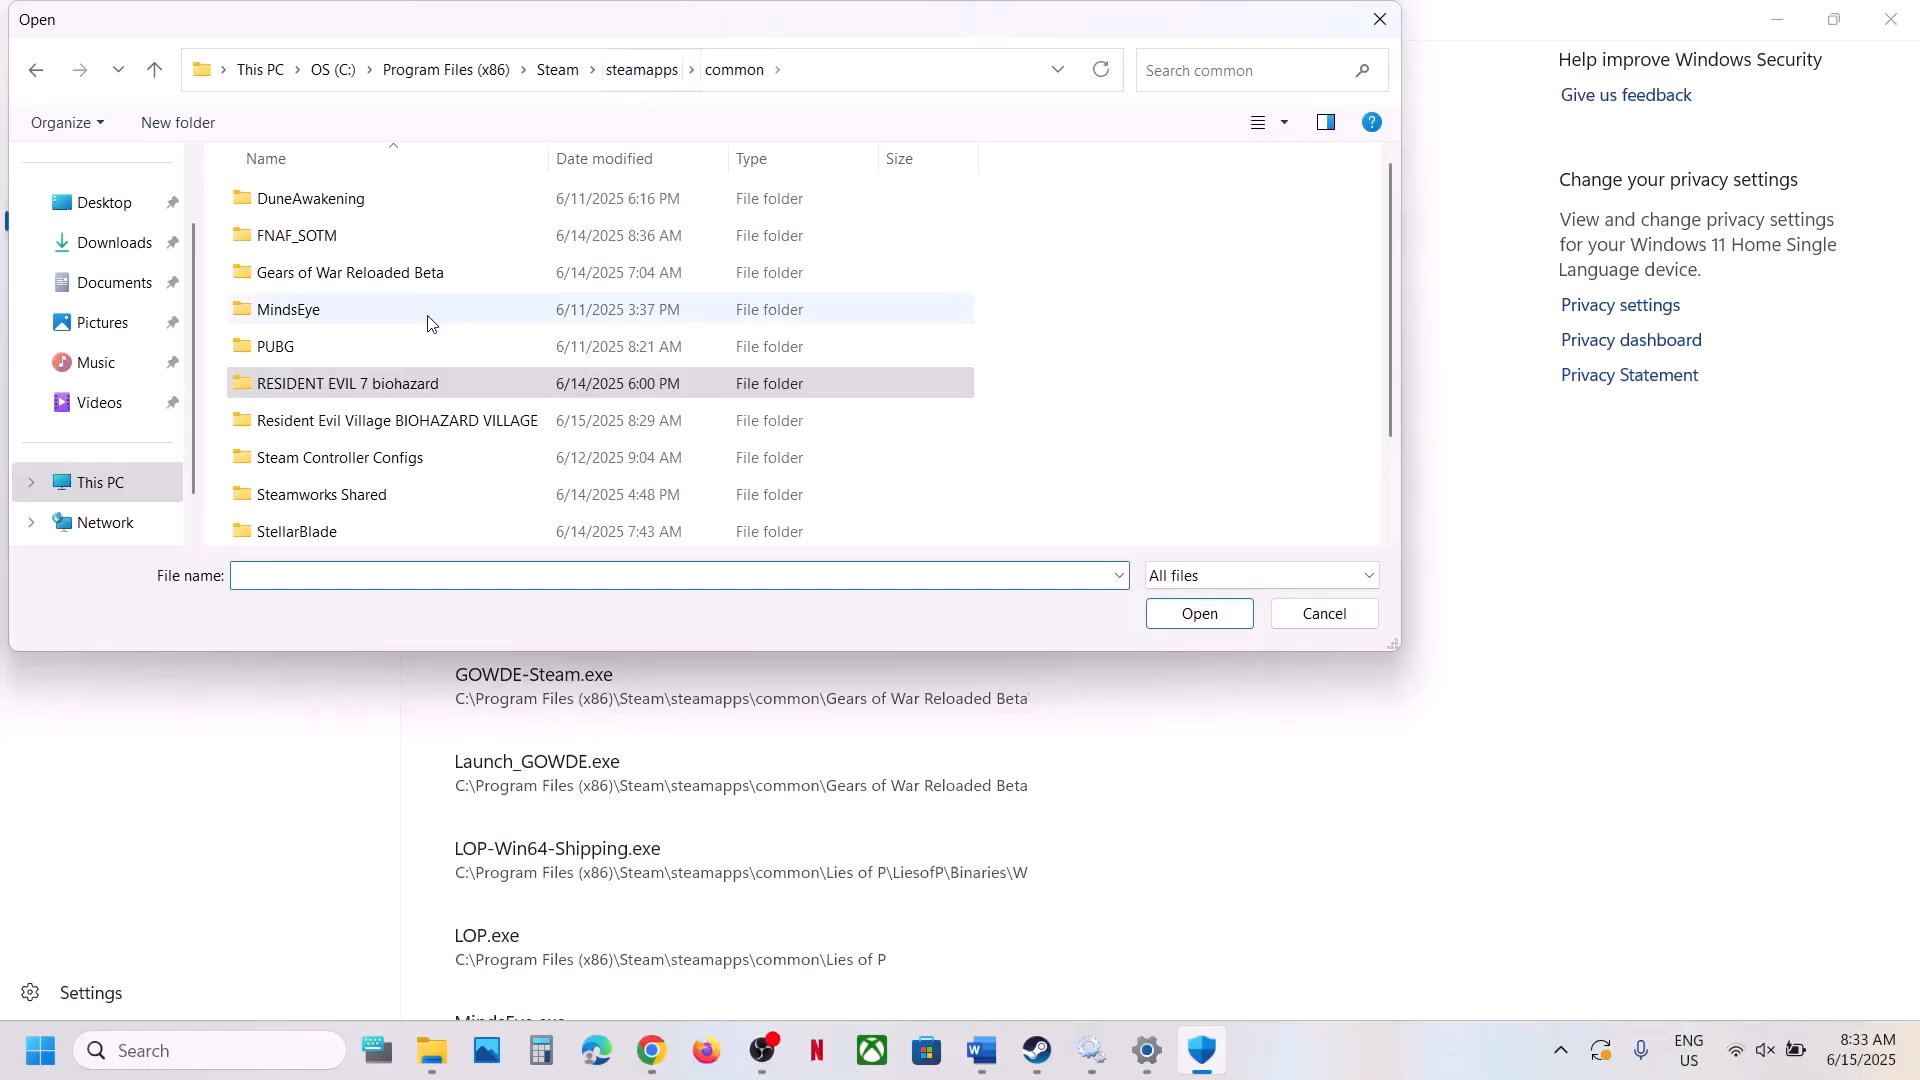 Open
This PC > OS (C:) > Program Files (x86) > Steam > steamapps > common >
Search common
Organize
New folder
Name
Date modified
Type
Size
Desktop
Downloads
Documents
Pictures
Music
Videos
This PC
Network
DuneAwakening 6/11/2025 6:16 PM File folder
FNAF_SOTM 6/14/2025 8:36 AM File folder
Gears of War Reloaded Beta 6/14/2025 7:04 AM File folder
MindsEye 6/11/2025 3:37 PM File folder
PUBG 6/11/2025 8:21 AM File folder
RESIDENT EVIL 7 biohazard 6/14/2025 6:00 PM File folder
Resident Evil Village BIOHAZARD VILLAGE 6/15/2025 8:29 AM File folder
Steam Controller Configs 6/12/2025 9:04 AM File folder
Steamworks Shared 6/14/2025 4:48 PM File folder
StellarBlade 6/14/2025 7:43 AM File folder
File name:
All files
Open
Cancel
Help improve Windows Security
Give us feedback
Change your privacy settings
View and change privacy settings
for your Windows 11 Home Single
Language device.
Privacy settings
Privacy dashboard
Privacy Statement
GOWDE-Steam.exe
C:\Program Files (x86)\Steam\steamapps\common\Gears of War Reloaded Beta
Launch_GOWDE.exe
C:\Program Files (x86)\Steam\steamapps\common\Gears of War Reloaded Beta
LOP-Win64-Shipping.exe
C:\Program Files (x86)\Steam\steamapps\common\Lies of P\LiesofP\Binaries\W
LOP.exe
C:\Program Files (x86)\Steam\steamapps\common\Lies of P
MindsEye.exe
Settings
Search
ENG
US
8:33 AM
6/15/2025